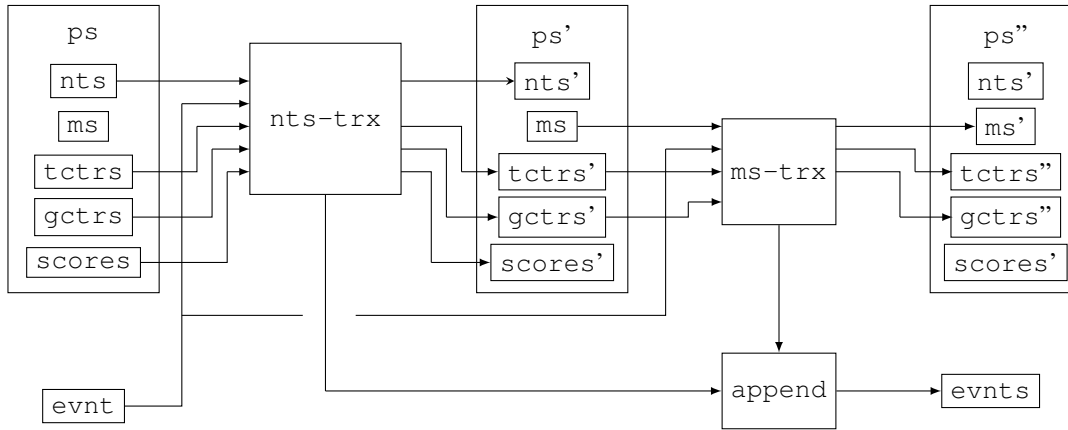 ps
nts
ms
tctrs
gctrs
scores
evnt
nts-trx
ps'
nts'
ms
tctrs'
gctrs'
scores'
ms-trx
append
ps"
nts'
ms'
tctrs"
gctrs"
scores'
evnts